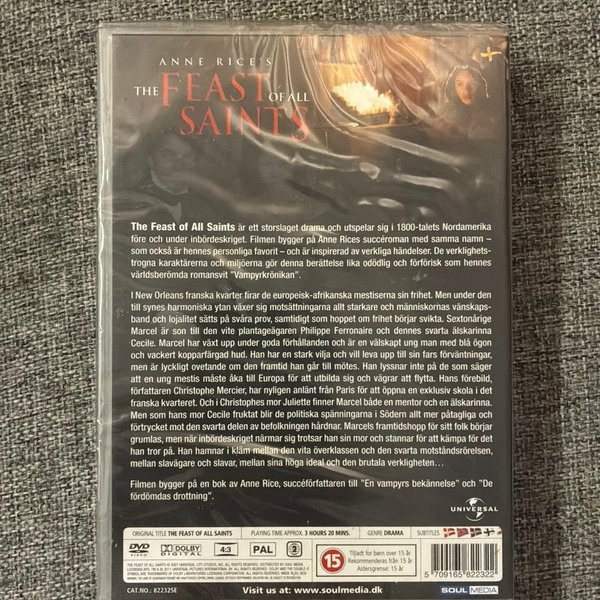 ANNE RICE'S
THE FEAST OF ALL
SAINTS
The Feast of All Saints är ett storslaget drama och utspelar sig i 1800-talets Nordamerika
före och under inbördeskriget. Filmen bygger på Anne Rices succéroman med samma namn –
som också är hennes personliga favorit – och är inspirerad av verkliga händelser. De verklighets-
trogna karaktärerna och miljöerna gör denna berättelse lika odödlig och förförisk som hennes
världsberömda romansvit "Vampyrkrönikan".
I New Orleans franska kvarter firar de europeisk-afrikanska mestiserna sin frihet. Men under den
till synes harmoniska ytan växer sig motsättningarna allt starkare och människornas vänskaps-
band och lojalitet sätts på svåra prov, samtidigt som hoppet om frihet börjar svikta. Sextonårige
Marcel är son till den vite plantageägaren Philippe Ferronaire och dennes svarta älskarinna
Cecile. Marcel har växt upp under goda förhållanden och är en välskapt ung man med blå ögon
och vackert kopparfärgad hud. Han har en stark vilja och vill leva upp till sin fars förväntningar,
men är lyckligt ovetande om den framtid han går till mötes. Han lyssnar inte på de som säger
att en ung mestis måste åka till Europa för att utbilda sig och vägrar att flytta. Hans förebild,
författaren Christophe Mercier, har nyligen anlänt från Paris för att öppna en exklusiv skola i det
franska kvarteret. Och i Christophes mor Juliette finner Marcel både en mentor och en älskarinna.
Men som hans mor Cecile fruktat blir de politiska spänningarna i Södern allt mer påtagliga och
förtrycket mot den svarta delen av befolkningen hårdnar. Marcels framtidshopp för sitt folk börjar
grumlas, men när inbördeskriget närmar sig trotsar han sin mor och stannar för att kämpa för det
han tror på. Han hamnar i kläm mellan den vita överklassen och den svarta motståndsrörelsen,
mellan slavägare och slavar, mellan sina höga ideal och den brutala verkligheten…
Filmen bygger på en bok av Anne Rice, succéförfattaren till "En vampyrs bekännelse" och "De
fördömdas drottning".
UNIVERSAL
ORIGINAL TITLE THE FEAST OF ALL SAINTS PLAYING TIME APPROX. 3 HOURS 20 MINS. GENRE DRAMA SUBTITLES
DVD VIDEO DOLBY DIGITAL 4:3 PAL 2 15 Tilladt for børn over 15 år
Rekommenderas från 15 år
Aldersgrense: 15 år
5 709165 822322
CAT.NO.: 82232SE Visit us at: www.soulmedia.dk SOUL MEDIA